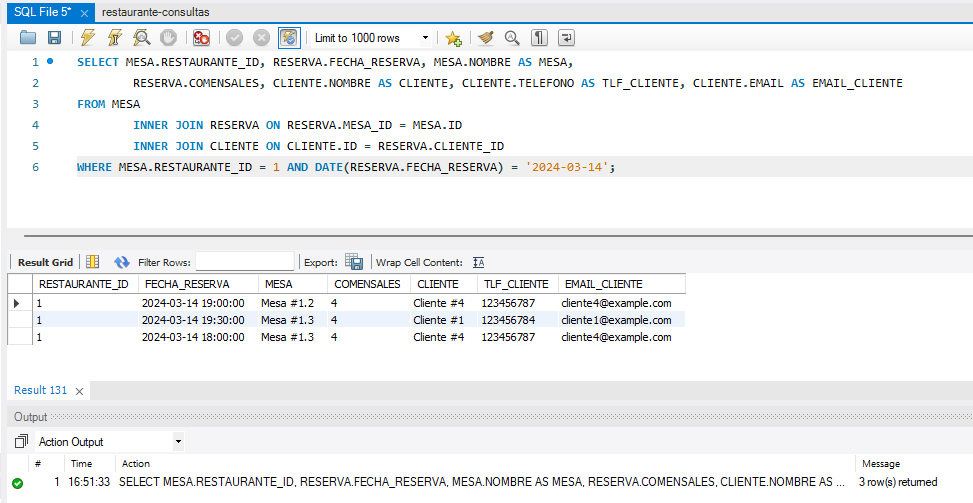 SQL File 5* restaurante-consultas
Limit to 1000 rows
1 SELECT MESA.RESTAURANTE_ID, RESERVA.FECHA_RESERVA, MESA.NOMBRE AS MESA,
2 RESERVA.COMENSALES, CLIENTE.NOMBRE AS CLIENTE, CLIENTE.TELEFONO AS TLF_CLIENTE, CLIENTE.EMAIL AS EMAIL_CLIENTE
3 FROM MESA
4 INNER JOIN RESERVA ON RESERVA.MESA_ID = MESA.ID
5 INNER JOIN CLIENTE ON CLIENTE.ID = RESERVA.CLIENTE_ID
6 WHERE MESA.RESTAURANTE_ID = 1 AND DATE(RESERVA.FECHA_RESERVA) = '2024-03-14';
Result Grid Filter Rows: Export: Wrap Cell Content:
RESTAURANTE_ID FECHA_RESERVA MESA COMENSALES CLIENTE TLF_CLIENTE EMAIL_CLIENTE
1 2024-03-14 19:00:00 Mesa #1.2 4 Cliente #4 123456787 cliente4@example.com
1 2024-03-14 19:30:00 Mesa #1.3 4 Cliente #1 123456784 cliente1@example.com
1 2024-03-14 18:00:00 Mesa #1.3 4 Cliente #4 123456787 cliente4@example.com
Result 131
Output
Action Output
# Time Action Message
1 16:51:33 SELECT MESA.RESTAURANTE_ID, RESERVA.FECHA_RESERVA, MESA.NOMBRE AS MESA, RESERVA.COMENSALES, CLIENTE.NOMBRE AS ... 3 row(s) returned